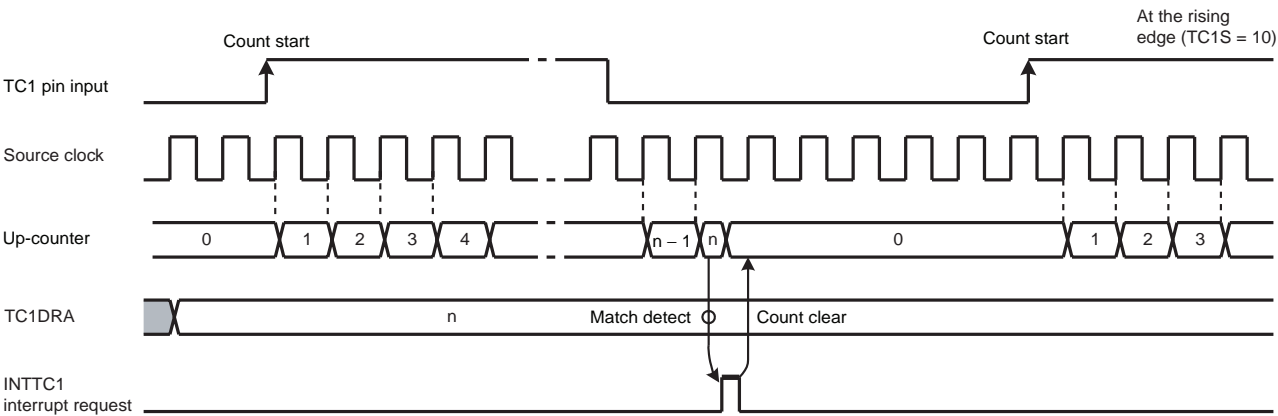 At the rising
edge (TC1S = 10)
Count start
Count start
TC1 pin input
Source clock
Up-counter
0
1
2
3
4
n – 1
n
0
1
2
3
TC1DRA
n
Match detect
Count clear
INTTC1
interrupt request